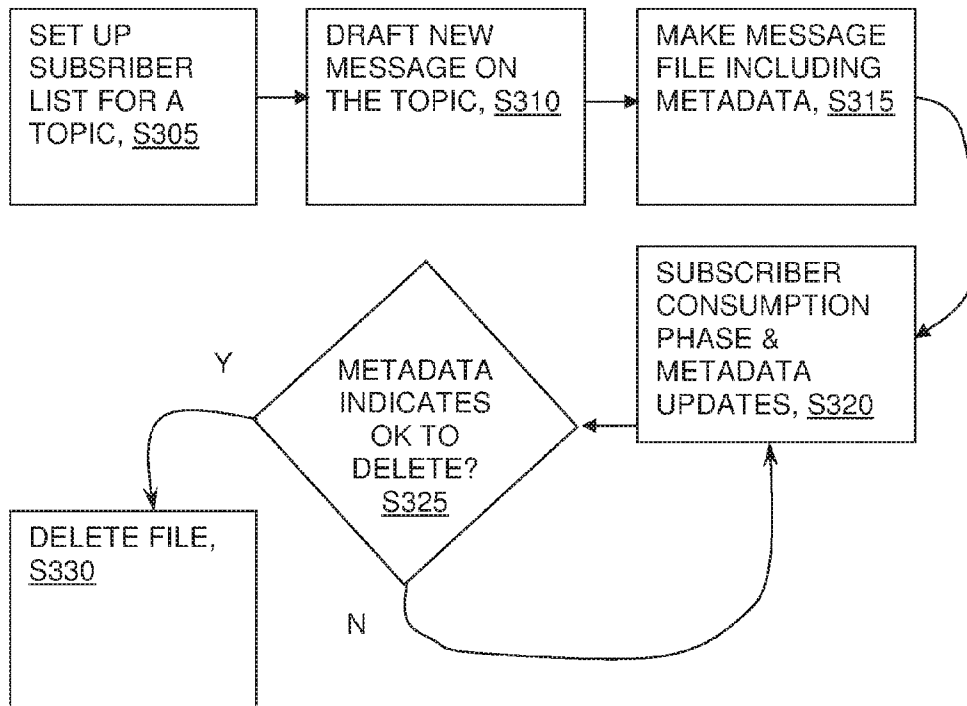 SET UP
SUBSRIBER
LIST FOR A
TOPIC, S305
DRAFT NEW
MESSAGE ON
THE TOPIC, S310
MAKE MESSAGE
FILE INCLUDING
METADATA, S315
SUBSCRIBER
CONSUMPTION
PHASE &
METADATA
UPDATES, S320
METADATA
INDICATES
OK TO
DELETE?
S325
Y
N
DELETE FILE,
S330